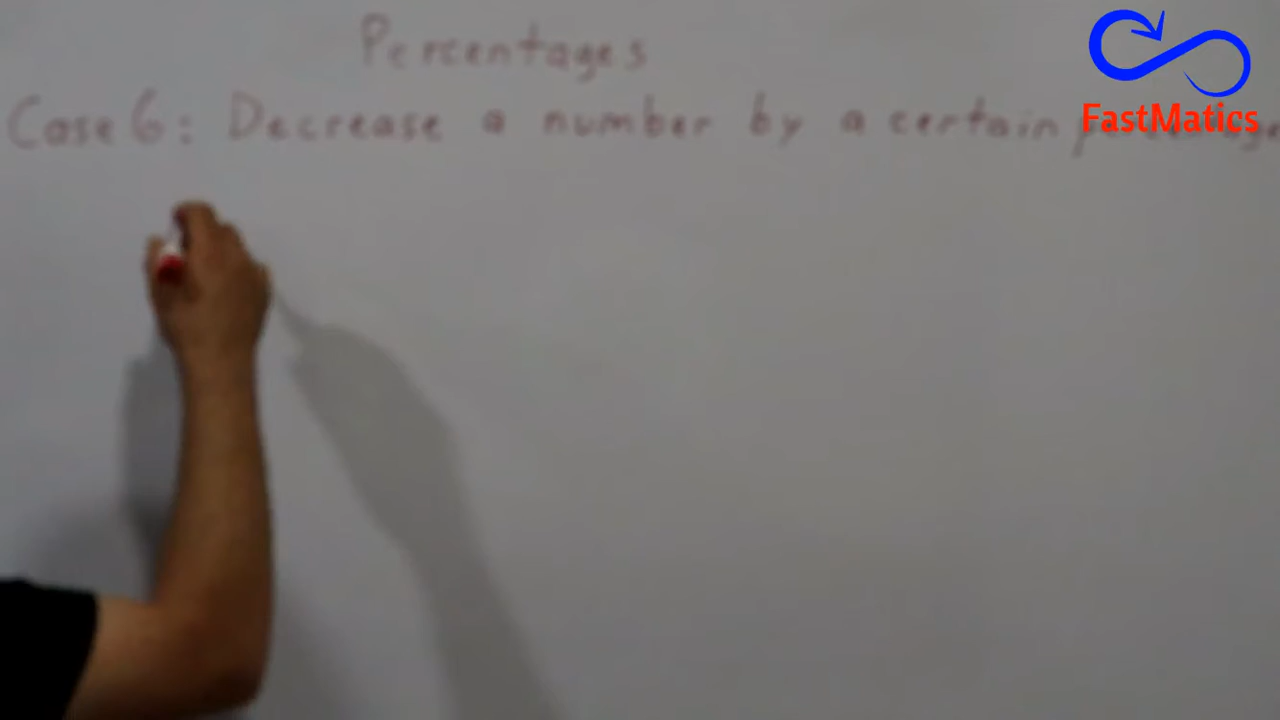 Percentages
Case 6: Decrease a number by a certain
FastMatics